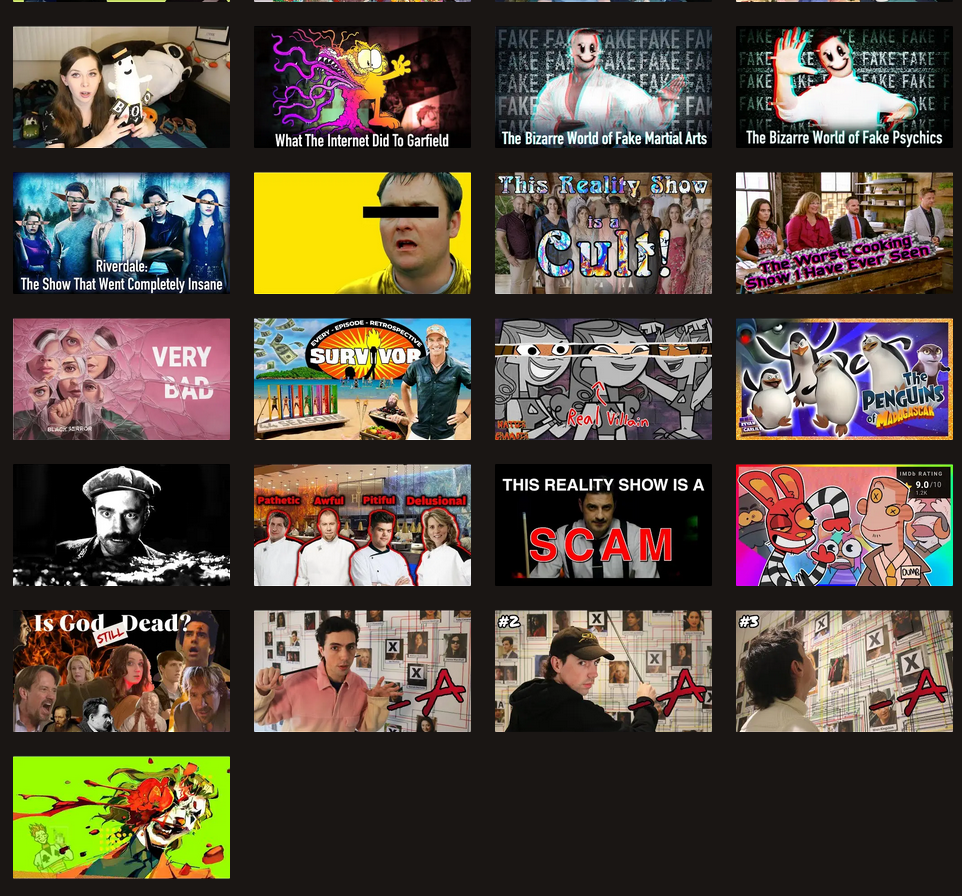 BOO
What The Internet Did To Garfield
FAKE FAKE FAKE FAKE
The Bizarre World of Fake Martial Arts
FAKE FAKE FAKE
The Bizarre World of Fake Psychics
Riverdale:
The Show That Went Completely Insane
This Reality Show
is a
Cult!
The Worst Cooking
Show I Have Ever Seen
VERY
BAD
BLACK MIRROR
EVERY - EPISODE - RETROSPECTIVE
SURVIVOR
Real Villain
The
PENGUINS
of MADAGASCAR
Pathetic Awful Pitiful Delusional
THIS REALITY SHOW IS A
SCAM
IMDb RATING
9.0/10
1.2K
DUMB
Is God Dead?
STILL
X
X
-A
#2
X
X
-A
#3
X
X
-A